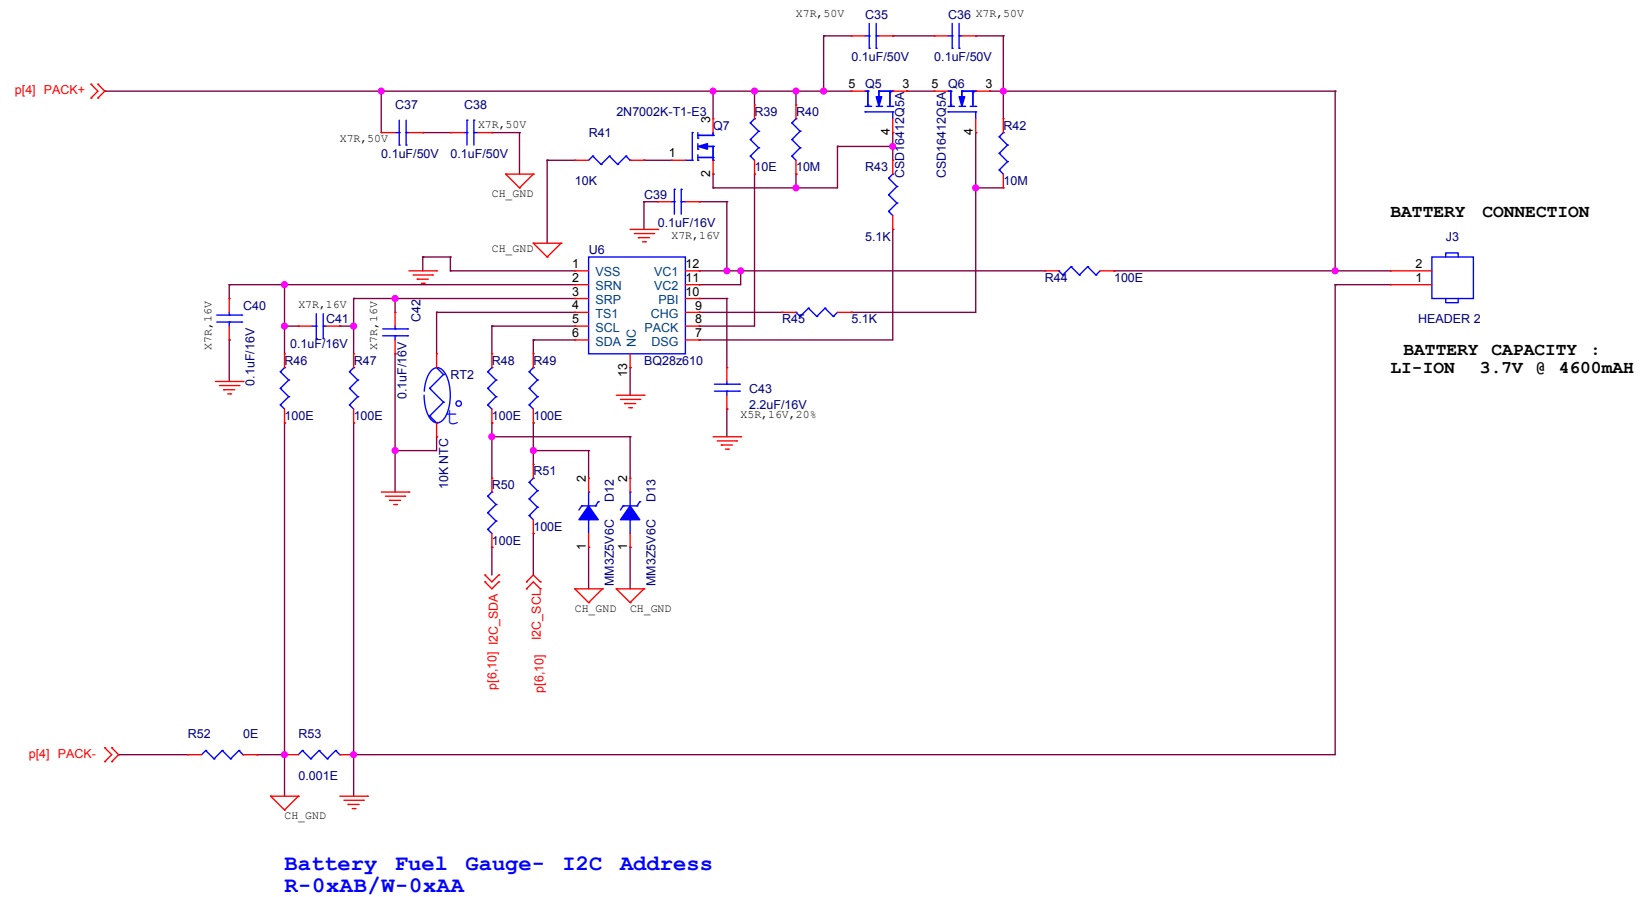 X7R,50V C35 C36 X7R,50V
0.1uF/50V 0.1uF/50V
p[4] PACK+
5 Q5 3 5 Q6 3
C37 C38
2N7002K-T1-E3
3
Q7
R39 R40
CSD16412Q5A
CSD16412Q5A
X7R,50V
X7R,50V
R41
4 4
R42
0.1uF/50V 0.1uF/50V
1
2
10K
10E 10M
R43
10M
CH_GND
C39
0.1uF/16V
X7R,16V
BATTERY CONNECTION
5.1K
J3
CH_GND
U6
1 VSS VC1 12
2 SRN VC2 11
3 SRP PBI 10
4 TS1 CHG 9
5 SCL PACK 8
6 SDA DSG 7
NC
13
BQ28z610
R44 100E
2
1
HEADER 2
R45 5.1K
X7R,16V
C40
0.1uF/16V
X7R,16V
C41
0.1uF/16V
X7R,16V
C42
0.1uF/16V
BATTERY CAPACITY :
LI-ION 3.7V @ 4600mAH
R46 R47
RT2
R48 R49
100E 100E
t°
100E 100E
C43
2.2uF/16V
X5R,16V,20%
10K NTC
R50 R51
100E 100E
2 D12
2 D13
1 MM3Z5V6C
1 MM3Z5V6C
CH_GND CH_GND
p[6,10] I2C_SDA
p[6,10] I2C_SCL
R52 0E R53
p[4] PACK-
0.001E
CH_GND
Battery Fuel Gauge- I2C Address
R-0xAB/W-0xAA